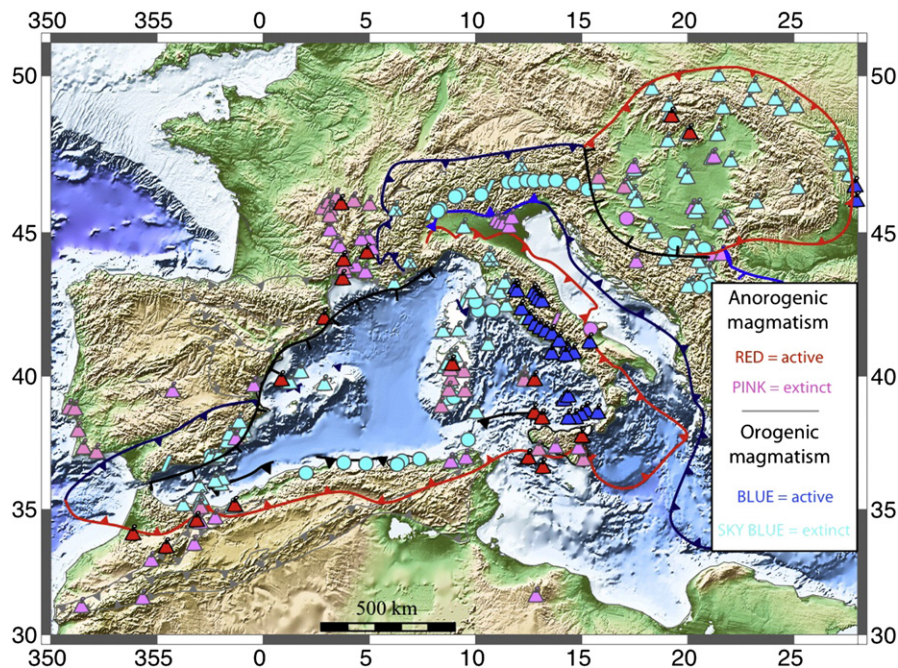 350 355 0 5 10 15 20 25
50
50
45
45
40
40
35
35
30
30
Anorogenic
magmatism
RED = active
PINK = extinct
Orogenic
magmatism
BLUE = active
SKY BLUE = extinct
500 km
350 355 0 5 10 15 20 25